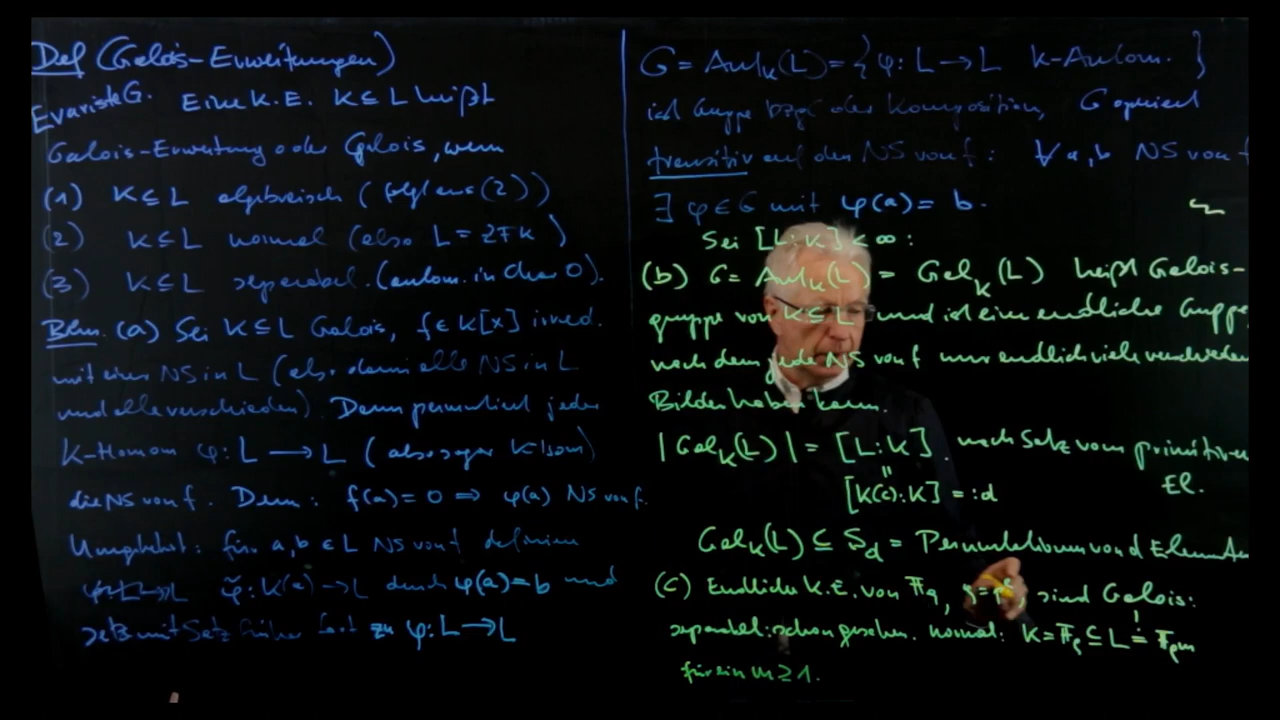 Def (Galois-Erweiterungen)
Evariste G. Eine K.E. K ⊆ L heißt
Galois-Erweiterung oder Galois, wenn
(1) K ⊆ L algebraisch (folgt aus (2))
(2) K ⊆ L normal (also L = ZFK )
(3) K ⊆ L separabel. (autom. in Char 0).
Bem. (a) Sei K ⊆ L Galois, f ∈ K[x] irred.
mit einer NS in L (also dann alle NS in L
und alle verschieden). Dann permutiert jeder
K-Homom φ: L → L (also sogar K-Isom)
die NS von f. Denn: f(a) = 0 ⇒ φ(a) NS von f.
Umgekehrt: für a, b ∈ L NS von f definiere
φ̃: K(a) → L durch φ(a) = b und
setze mit Satz früher fort zu φ: L → L
G = Aut_K(L) = { φ: L → L K-Autom. }
ist Gruppe bzgl der Komposition, G operiert
transitiv auf den NS von f: ∀ a, b NS von f
∃ φ ∈ G mit φ(a) = b.
Sei [L:K] < ∞ :
(b) G = Aut_K(L) = Gal_K(L) heißt Galois-
gruppe von K ⊆ L und ist eine endliche Gruppe
nach dem jede NS von f nur endlich viele verschieden
Bilder haben kann.
|Gal_K(L)| = [L:K]. nach Satz vom primitiven
El.
"
[K(c):K] =: d
Gal_K(L) ⊆ S_d = Permutationen von d Elementen
(c) Endliche K.E. von 𝔽_q, q = p^, sind Galois:
separabel: schon gesehen. normal: K = 𝔽_q ⊆ L =! 𝔽_{p^m}
für ein m ≥ 1.